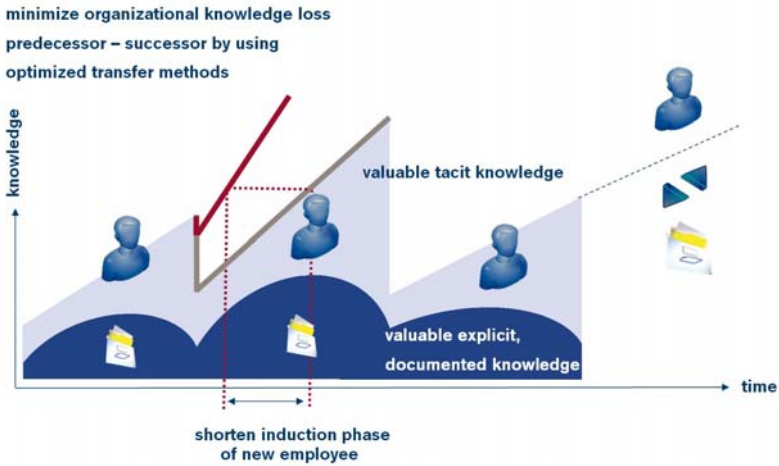 minimize organizational knowledge loss
predecessor – successor by using
optimized transfer methods
knowledge
valuable tacit knowledge
valuable explicit,
documented knowledge
time
shorten induction phase
of new employee